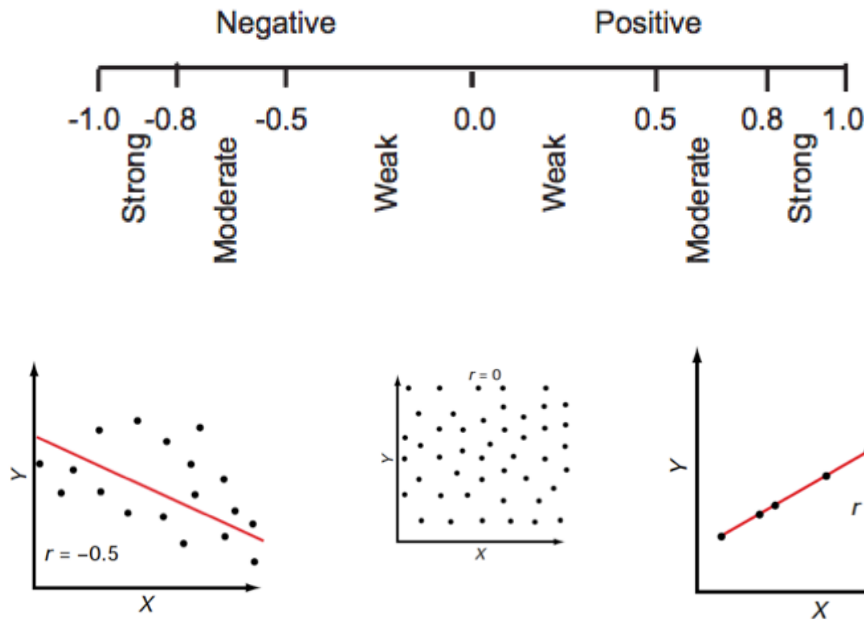 Negative Positive
-1.0 -0.8 -0.5 0.0 0.5 0.8 1.0
Strong Moderate Weak Weak Moderate Strong
r = 0
Y Y Y
r
r = −0.5
X X X